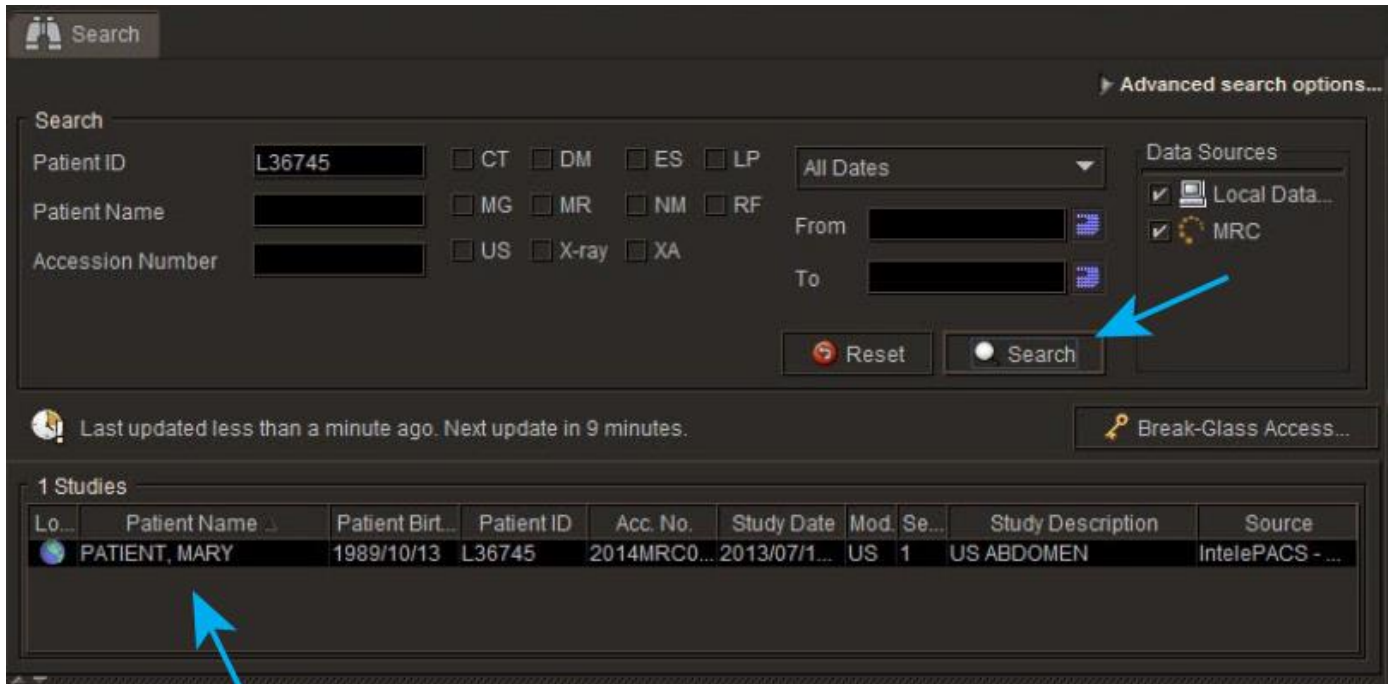 Search
Advanced search options...
Search
Patient ID L36745 CT DM ES LP All Dates Data Sources
Local Data...
Patient Name MG MR NM RF From MRC
Accession Number US X-ray XA To
Reset Search
Last updated less than a minute ago. Next update in 9 minutes. Break-Glass Access...
1 Studies
Lo... Patient Name Patient Birt... Patient ID Acc. No. Study Date Mod. Se... Study Description Source
PATIENT, MARY 1989/10/13 L36745 2014MRC0... 2013/07/1... US 1 US ABDOMEN IntelePACS - ...